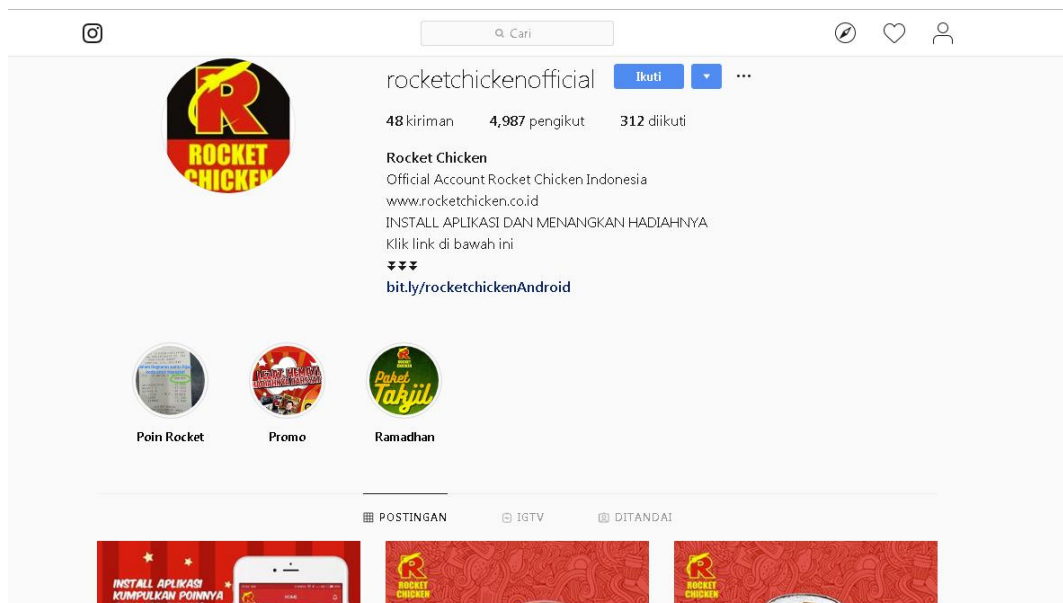 Cari
rocketchickenofficial Ikuti
48 kiriman 4,987 pengikut 312 diikuti
ROCKET
CHICKEN
Rocket Chicken
Official Account Rocket Chicken Indonesia
www.rocketchicken.co.id
INSTALL APLIKASI DAN MENANGKAN HADIAHNYA
Klik link di bawah ini
bit.ly/rocketchickenAndroid
Paket
Takjil
Poin Rocket Promo Ramadhan
POSTINGAN IGTV DITANDAI
INSTALL APLIKASI
KUMPULKAN POINNYA
HOME
ROCKET
CHICKEN
ROCKET
CHICKEN